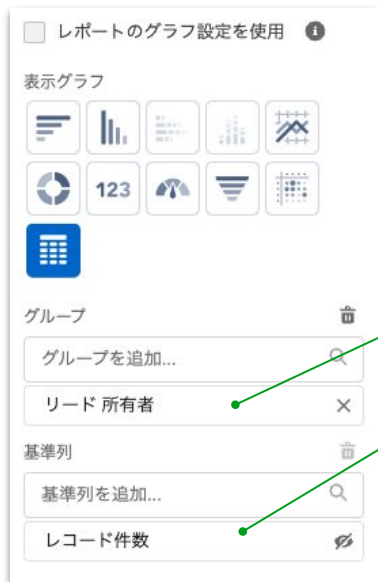 レポートのグラフ設定を使用
表示グラフ
123
グループ
グループを追加...
リード 所有者
基準列
基準列を追加...
レコード件数